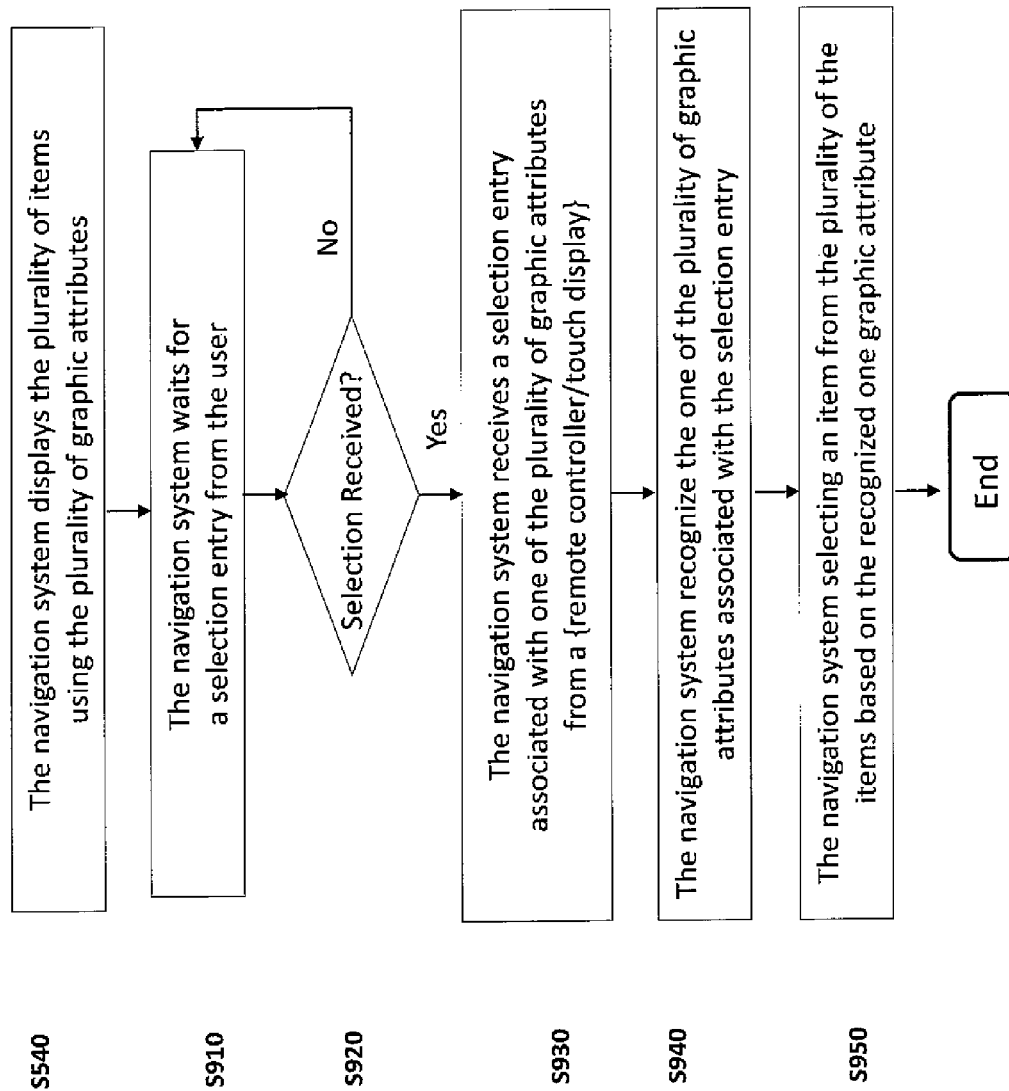 S540
The navigation system displays the plurality of items
using the plurality of graphic attributes
S910
The navigation system waits for
a selection entry from the user
S920
Selection Received?
No
Yes
S930
The navigation system receives a selection entry
associated with one of the plurality of graphic attributes
from a {remote controller/touch display}
S940
The navigation system recognize the one of the plurality of graphic
attributes associated with the selection entry
S950
The navigation system selecting an item from the plurality of the
items based on the recognized one graphic attribute
End